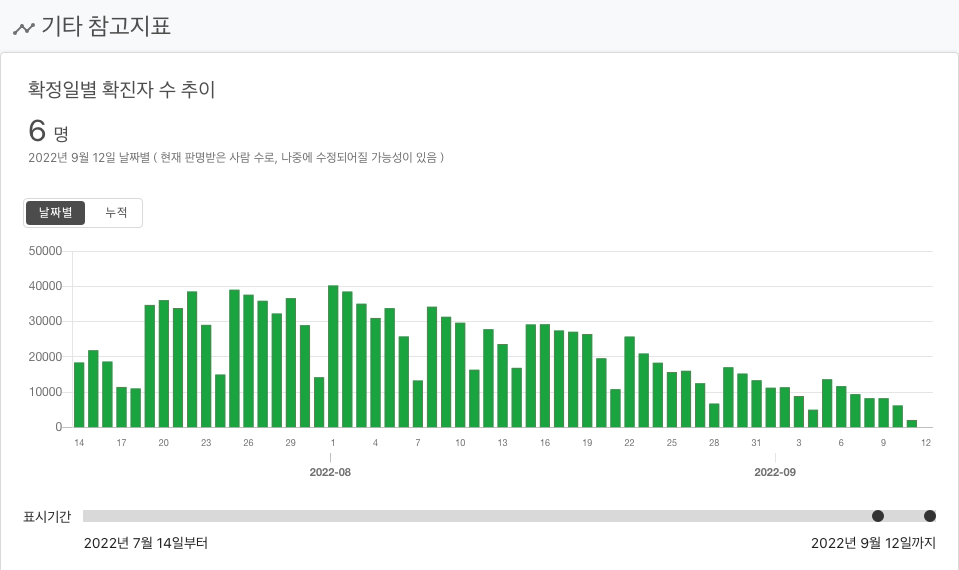 기타 참고지표
확정일별 확진자 수 추이
6 명
2022년 9월 12일 날짜별 ( 현재 판명받은 사람 수로, 나중에 수정되어질 가능성이 있음 )
날짜별 누적
50000
40000
30000
20000
10000
0
14 17 20 23 26 29 1 4 7 10 13 16 19 22 25 28 31 3 6 9 12
2022-08 2022-09
표시기간
2022년 7월 14일부터 2022년 9월 12일까지